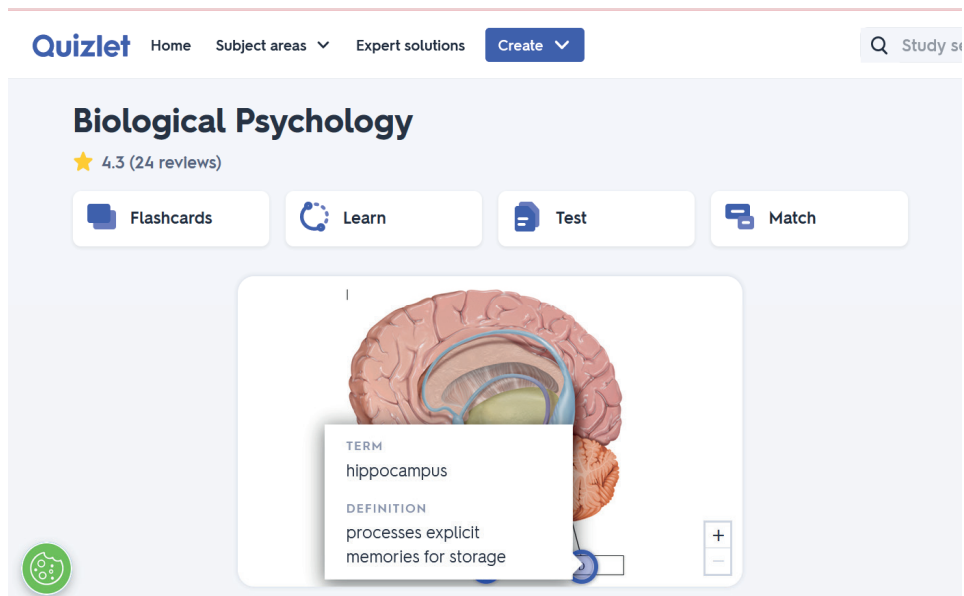 Quizlet Home Subject areas Expert solutions Create Study se
Biological Psychology
4.3 (24 reviews)
Flashcards Learn Test Match
TERM
hippocampus
DEFINITION
processes explicit
memories for storage
+
−